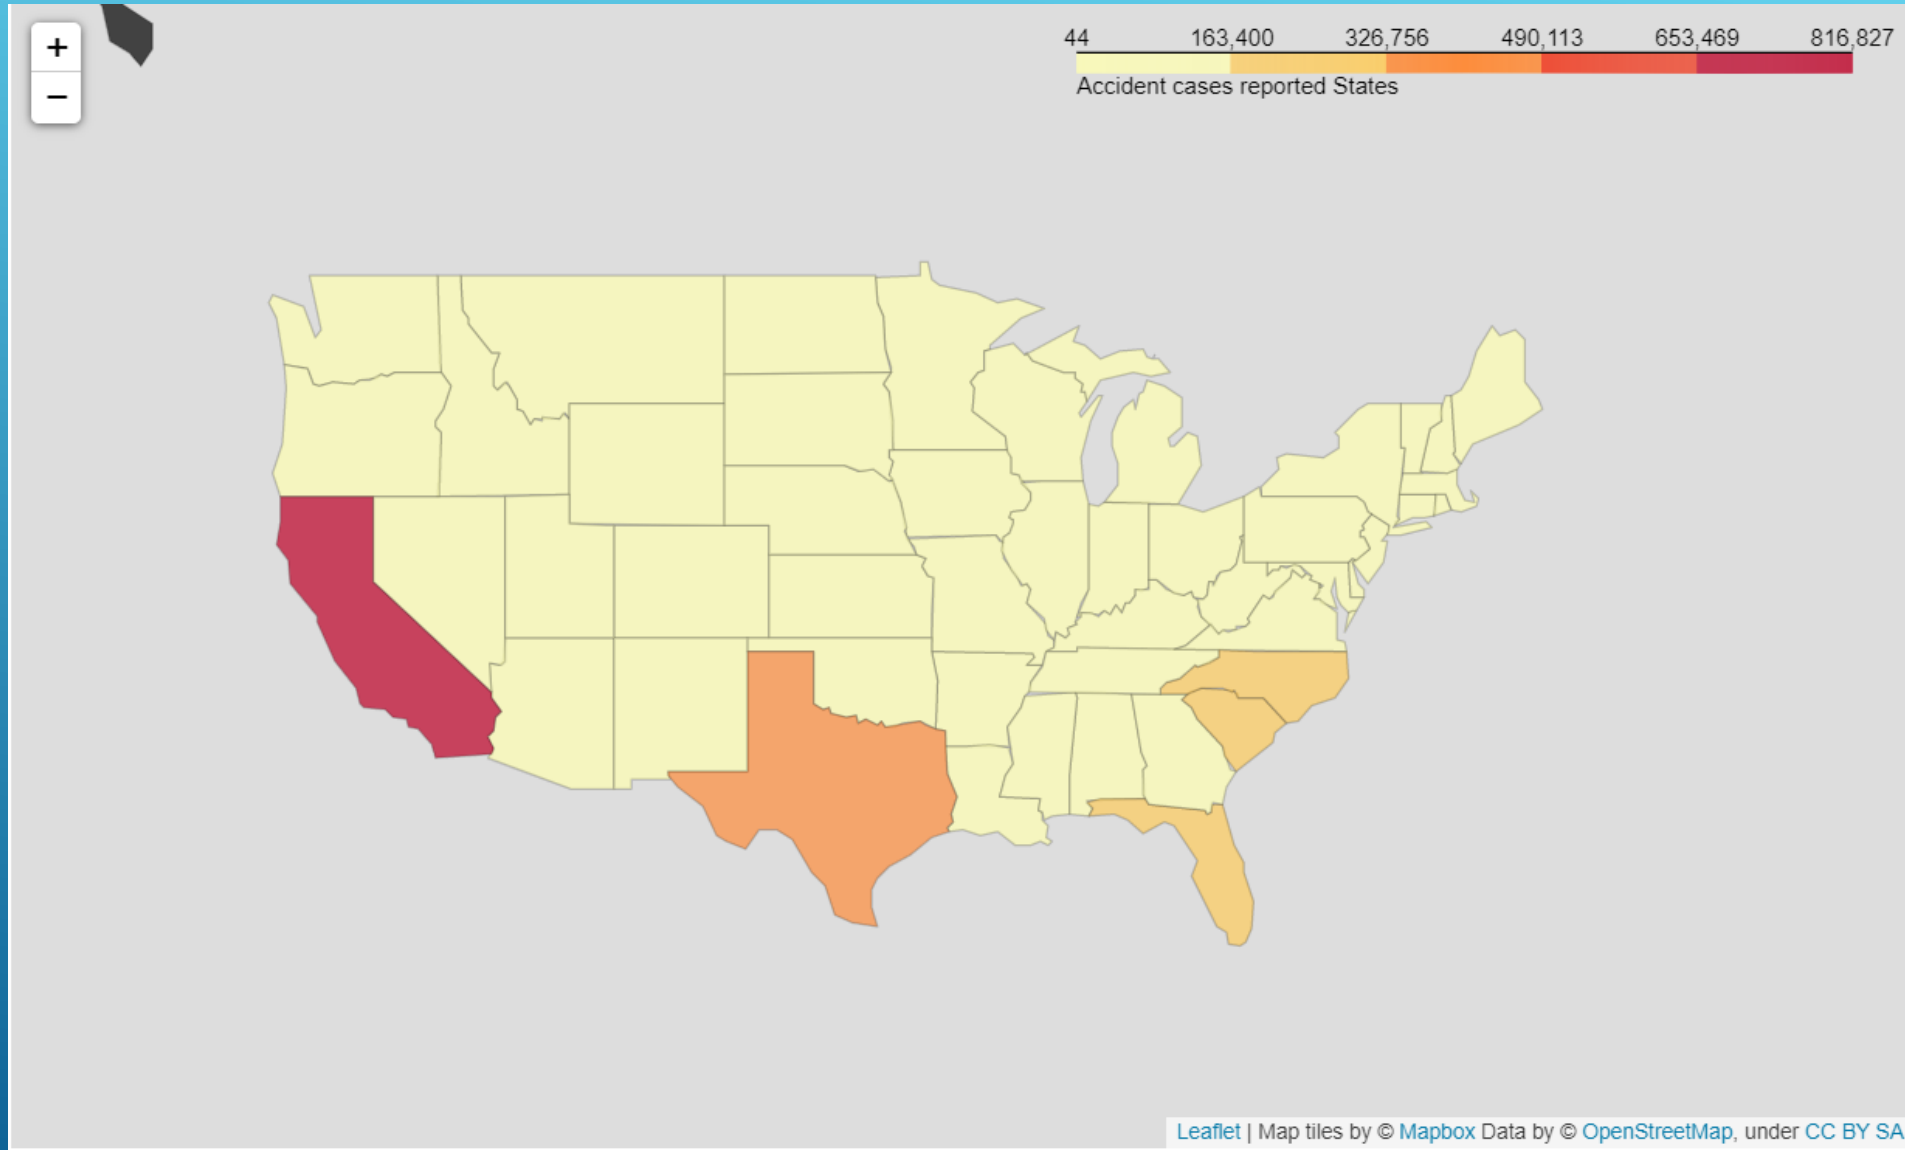 +
−
44 163,400 326,756 490,113 653,469 816,827
Accident cases reported States
Leaflet | Map tiles by © Mapbox Data by © OpenStreetMap, under CC BY SA